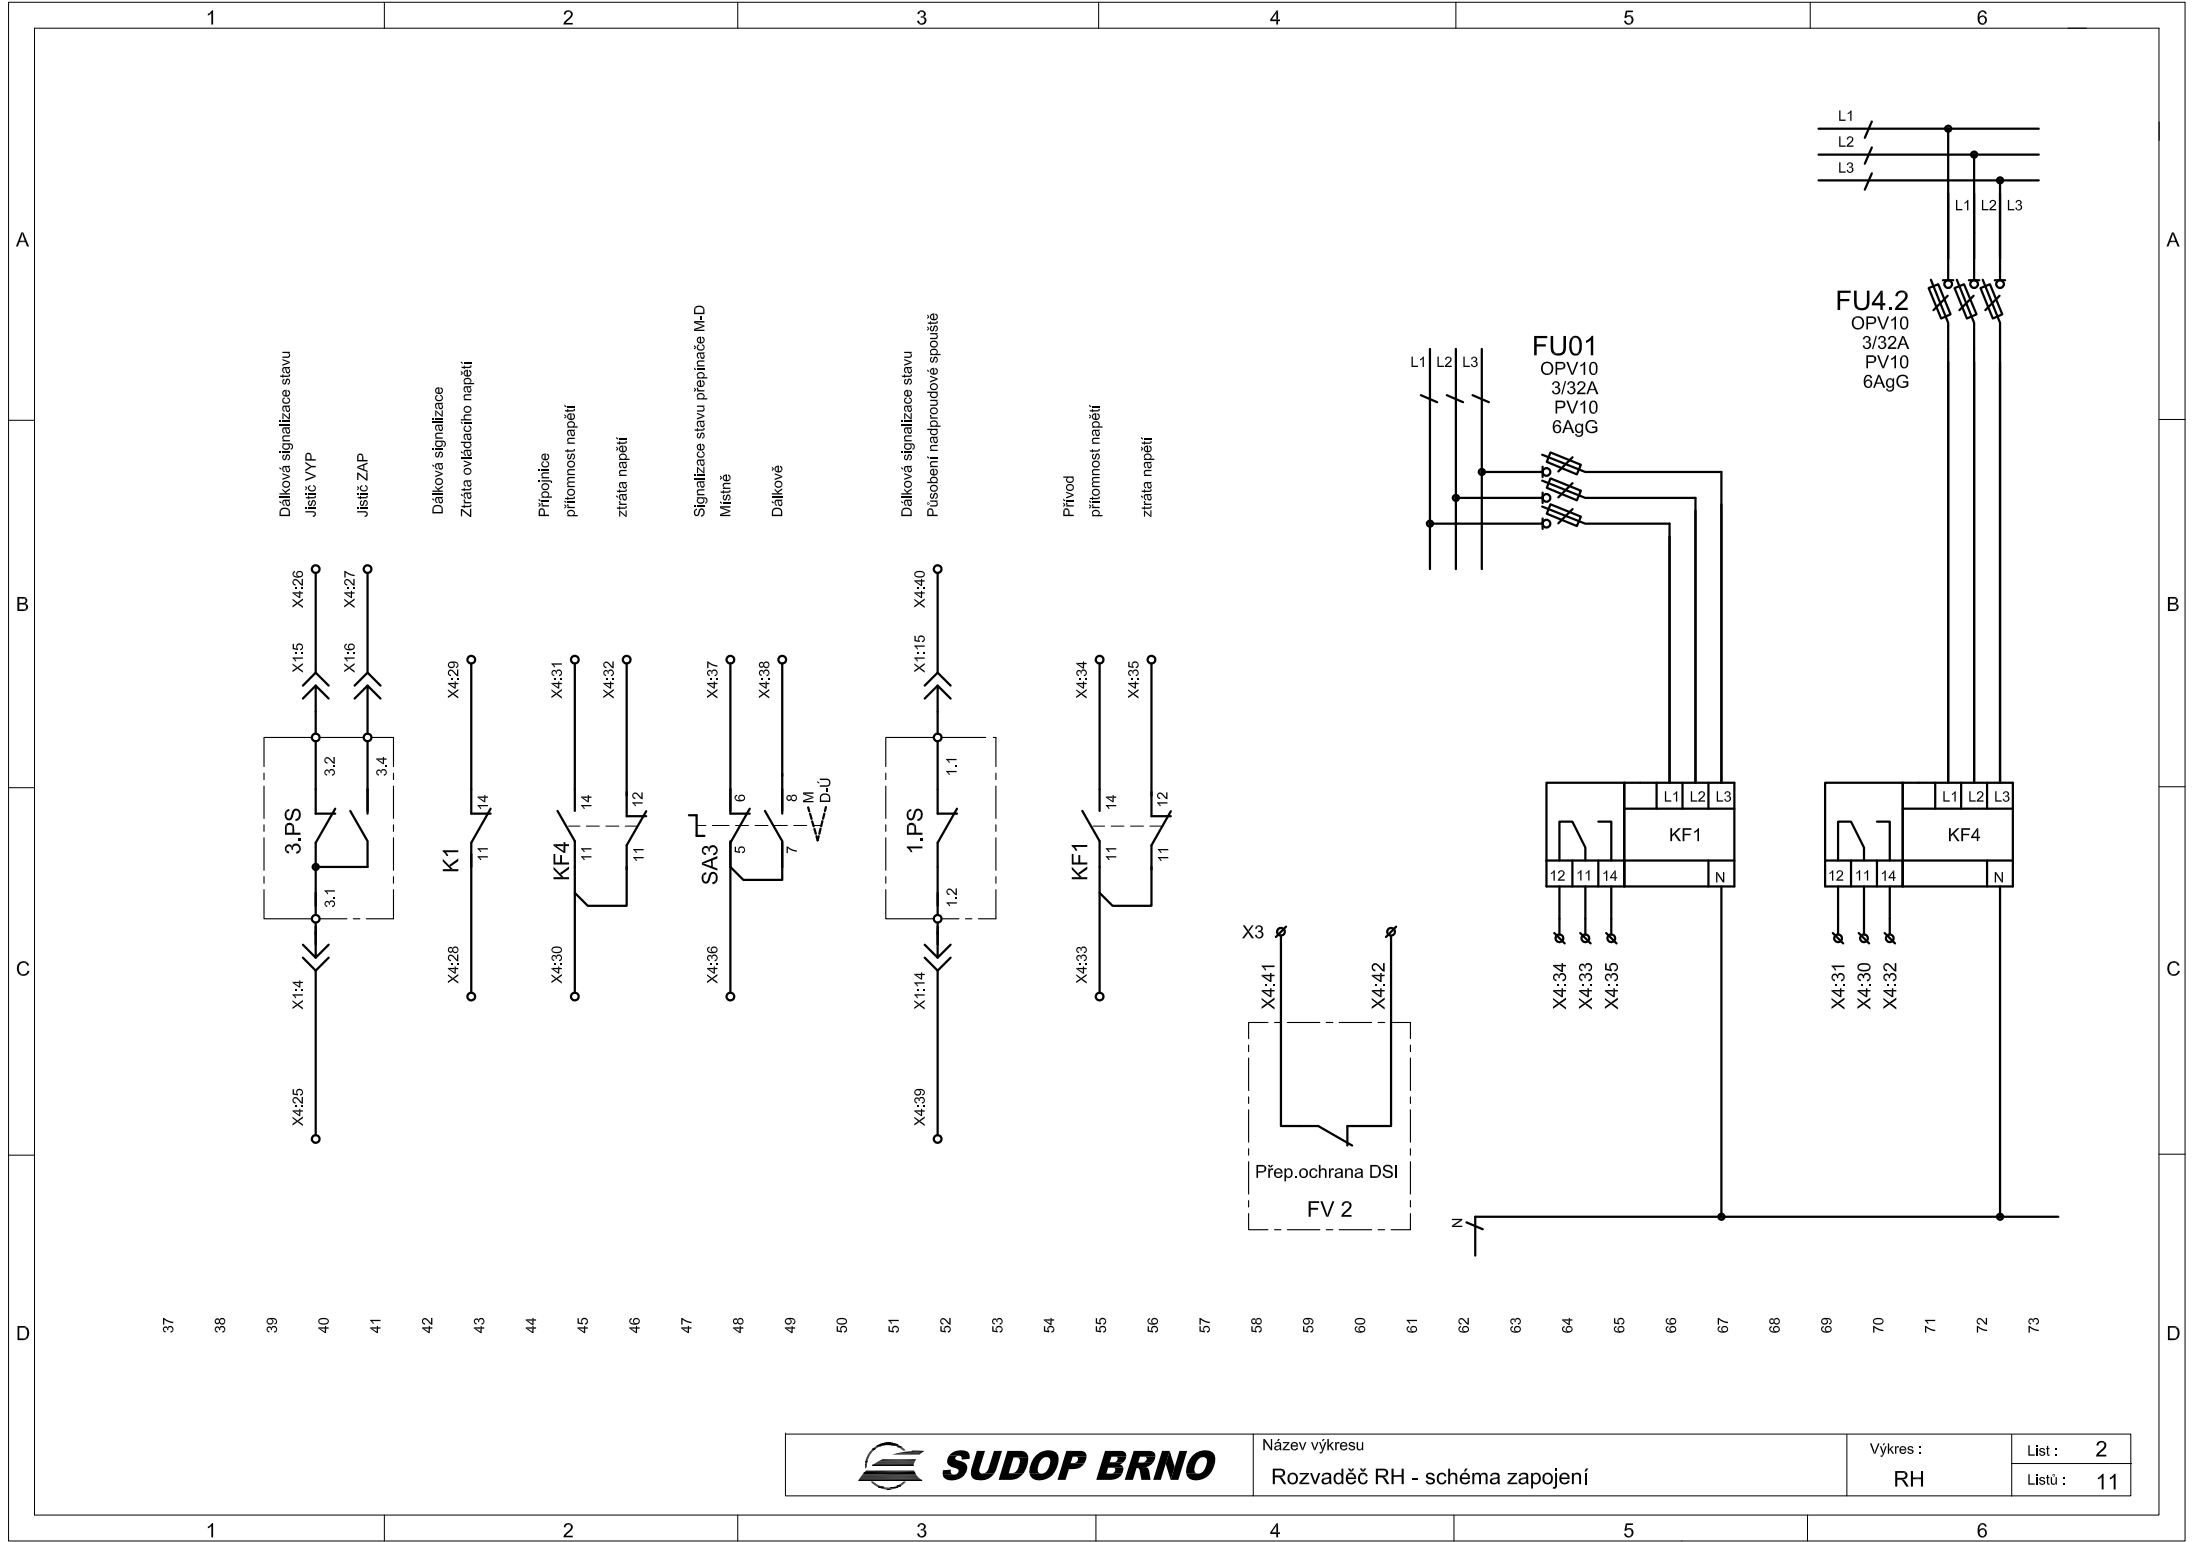 1 2 3 4 5 6
L1
L2
L3
L1 L2 L3
A A
FU4.2
OPV10
3/32A
PV10
6AgG
FU01
OPV10
3/32A
PV10
6AgG
L1 L2 L3
Dálková signalizace stavu
Jistič VYP
Jistič ZAP
Dálková signalizace
Ztráta ovládacího napětí
Přípojnice
přítomnost napětí
ztráta napětí
Signalizace stavu přepínače M-D
Místně
Dálkově
Dálková signalizace stavu
Působení nadproudové spouště
Přívod
přítomnost napětí
ztráta napětí
B B
X4:26
X4:27
X1:5
X1:6
3.2
3.4
3.PS
3.1
X1:4
X4:25
X4:29
14
K1
11
X4:28
X4:31
X4:32
14
12
KF4
11
11
X4:30
X4:37
X4:38
6
8
M
D-Ú
SA3
5
7
X4:36
X4:40
X1:15
1.1
1.PS
1.2
X1:14
X4:39
X4:34
X4:35
14
12
KF1
11
11
X4:33
X3
X4:41
X4:42
Přep.ochrana DSI
FV 2
L1 L2 L3
KF1
12 11 14 N
X4:34
X4:33
X4:35
L1 L2 L3
KF4
12 11 14 N
X4:31
X4:30
X4:32
C C
N
D D
37 38 39 40 41 42 43 44 45 46 47 48 49 50 51 52 53 54 55 56 57 58 59 60 61 62 63 64 65 66 67 68 69 70 71 72 73
SUDOP BRNO
Název výkresu
Rozvaděč RH - schéma zapojení
Výkres :
RH
List : 2
Listů : 11
1 2 3 4 5 6